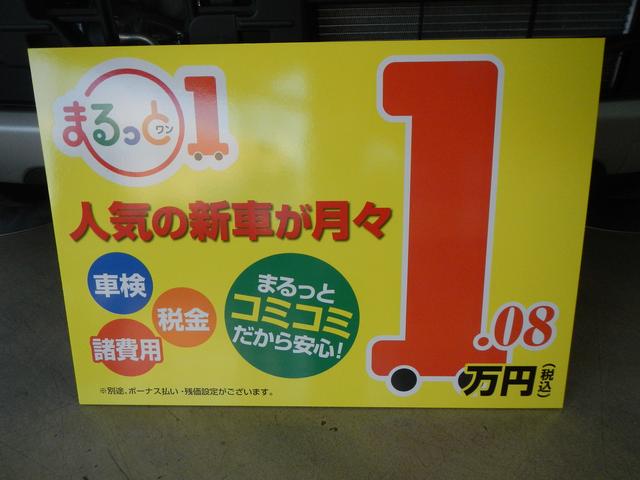 まるっとワン1
人気の新車が月々
1.08
万円(税込)
車検
税金
諸費用
まるっと
コミコミ
だから安心!
※別途、ボーナス払い・残価設定がございます。